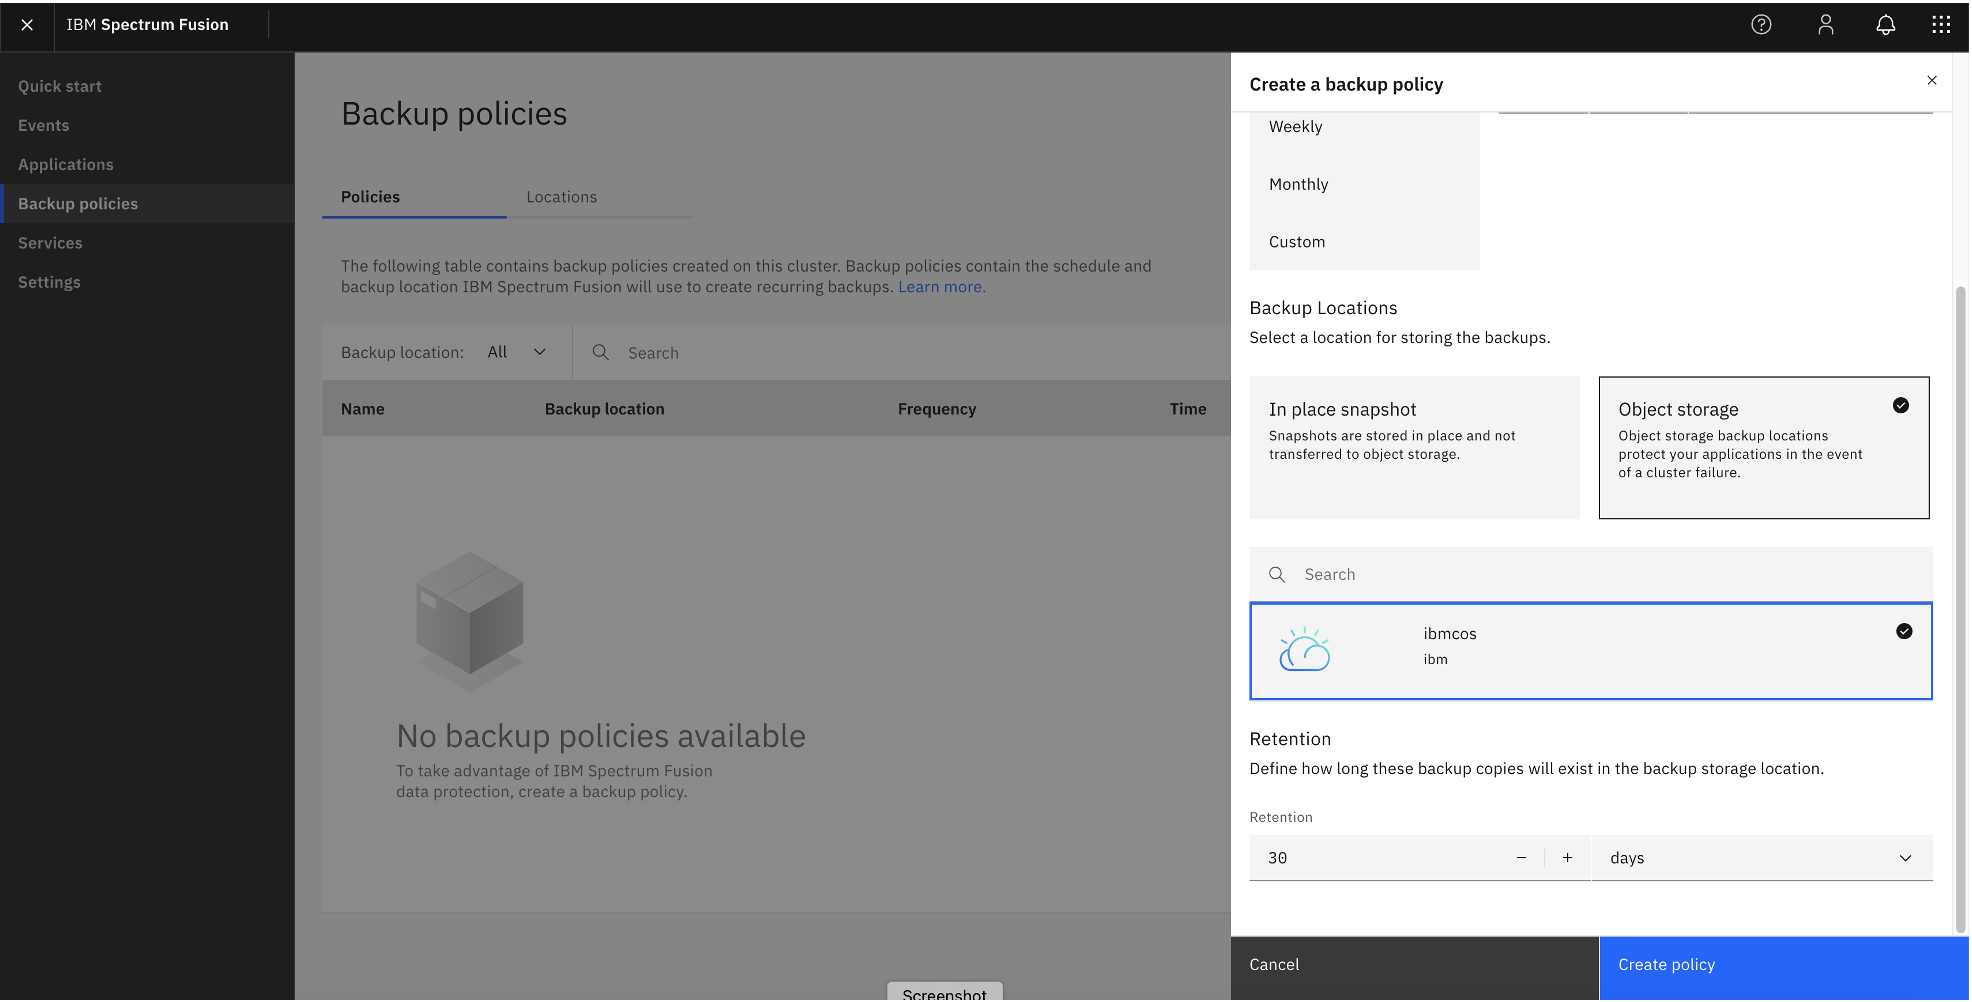 IBM Spectrum Fusion
Quick start
Events
Applications
Backup policies
Services
Settings
Backup policies
Policies
Locations
The following table contains backup policies created on this cluster. Backup policies contain the schedule and
backup location IBM Spectrum Fusion will use to create recurring backups. Learn more.
Backup location: All
Search
Name Backup location Frequency Time
No backup policies available
To take advantage of IBM Spectrum Fusion
data protection, create a backup policy.
Screenshot
Create a backup policy
Weekly
Monthly
Custom
Backup Locations
Select a location for storing the backups.
In place snapshot
Snapshots are stored in place and not
transferred to object storage.
Object storage
Object storage backup locations
protect your applications in the event
of a cluster failure.
Search
ibmcos
ibm
Retention
Define how long these backup copies will exist in the backup storage location.
Retention
30 days
Cancel
Create policy